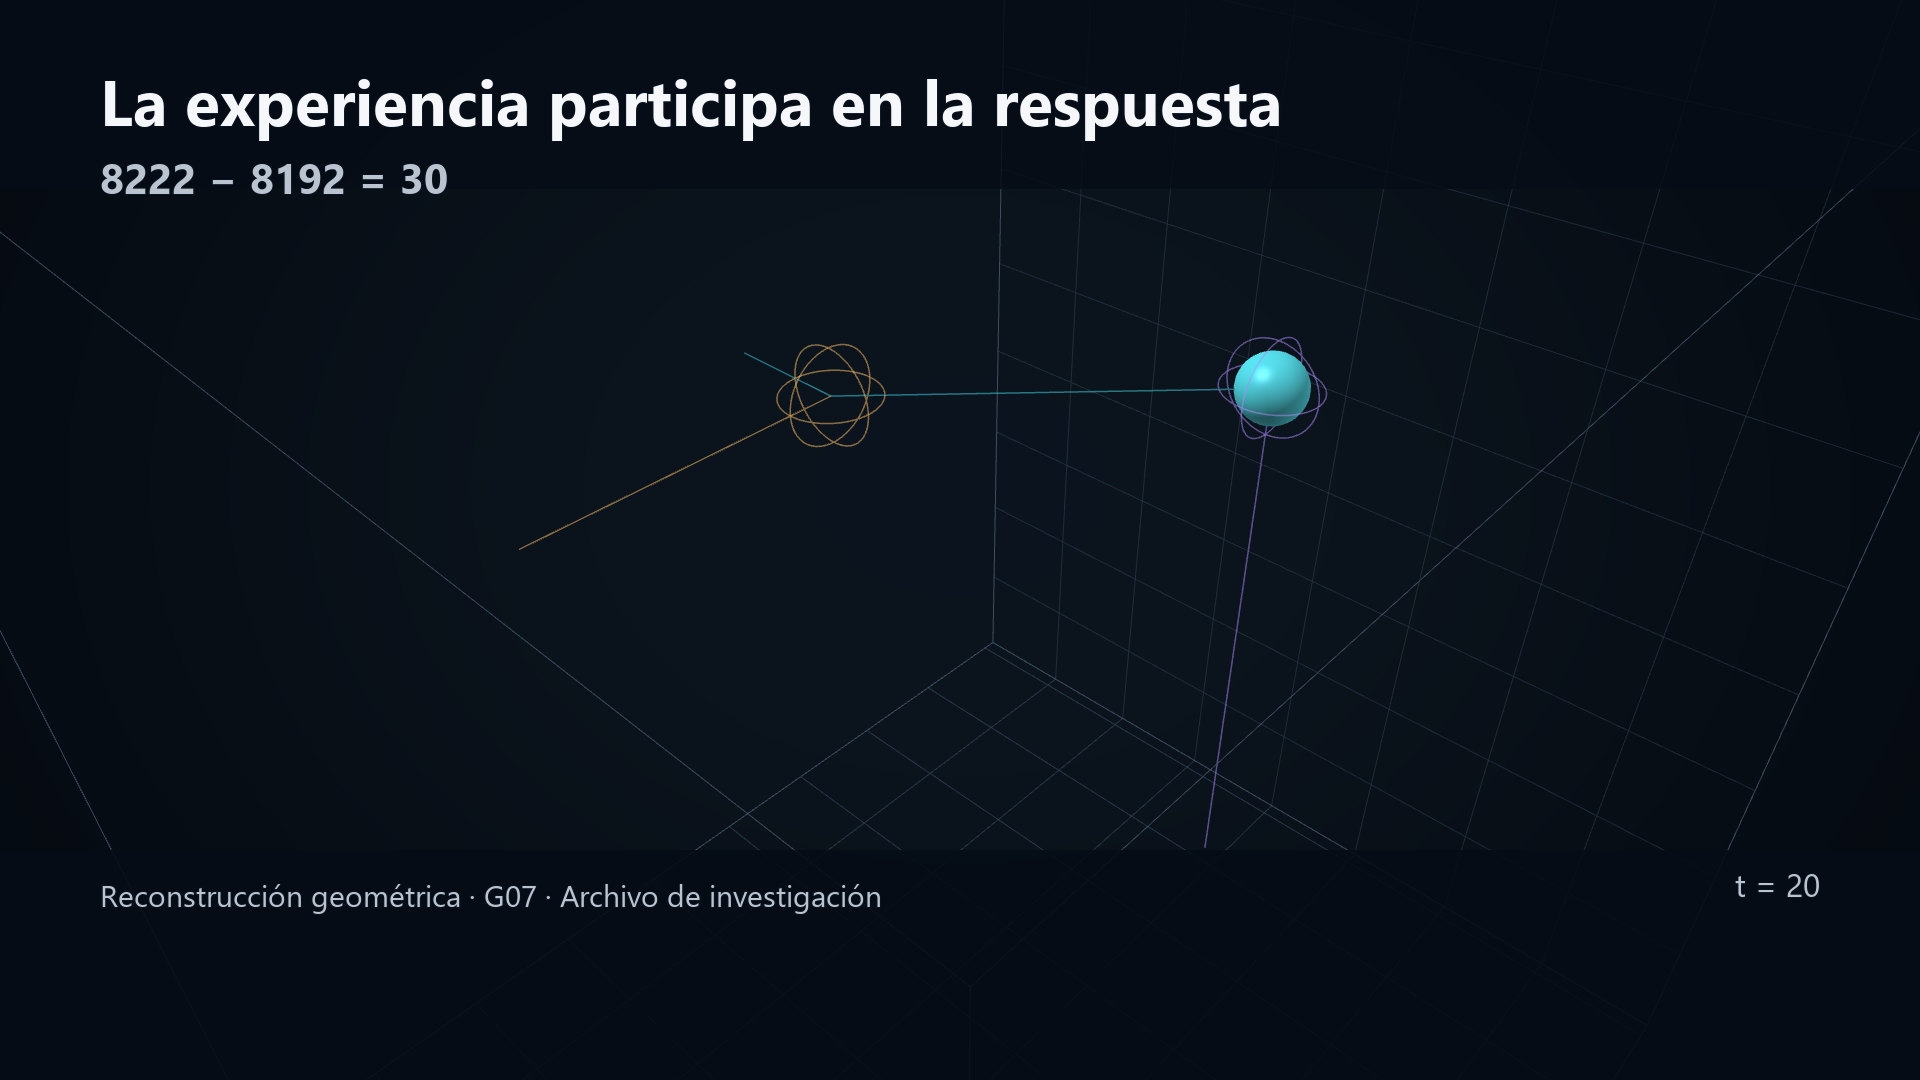 La experiencia participa en la respuesta
8222 − 8192 = 30
Reconstrucción geométrica · G07 · Archivo de investigación
t = 20